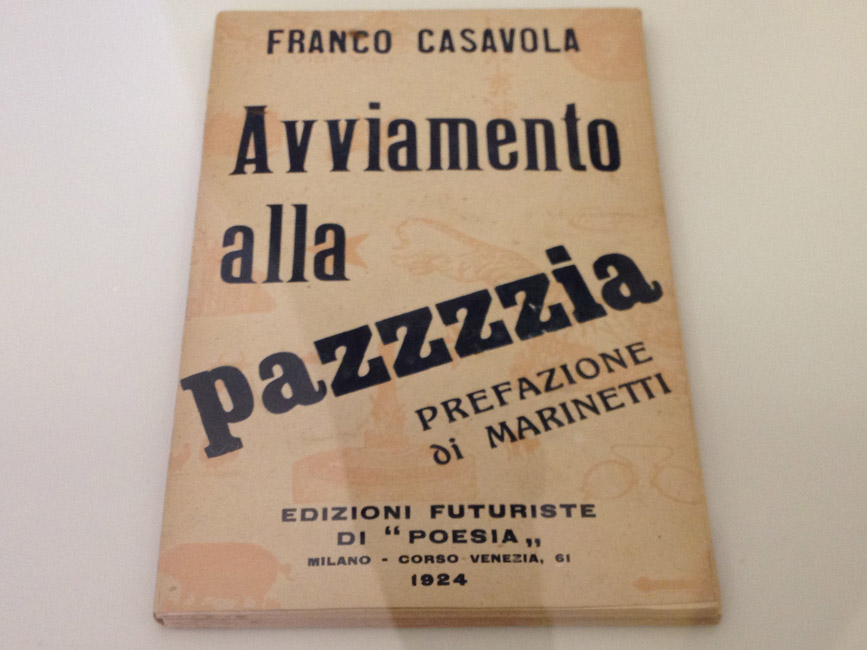 FRANCO CASAVOLA
Avviamento
alla
pazzzzia
PREFAZIONE
di MARINETTI
EDIZIONI FUTURISTE
DI “POESIA„
MILANO - CORSO VENEZIA, 61
1924